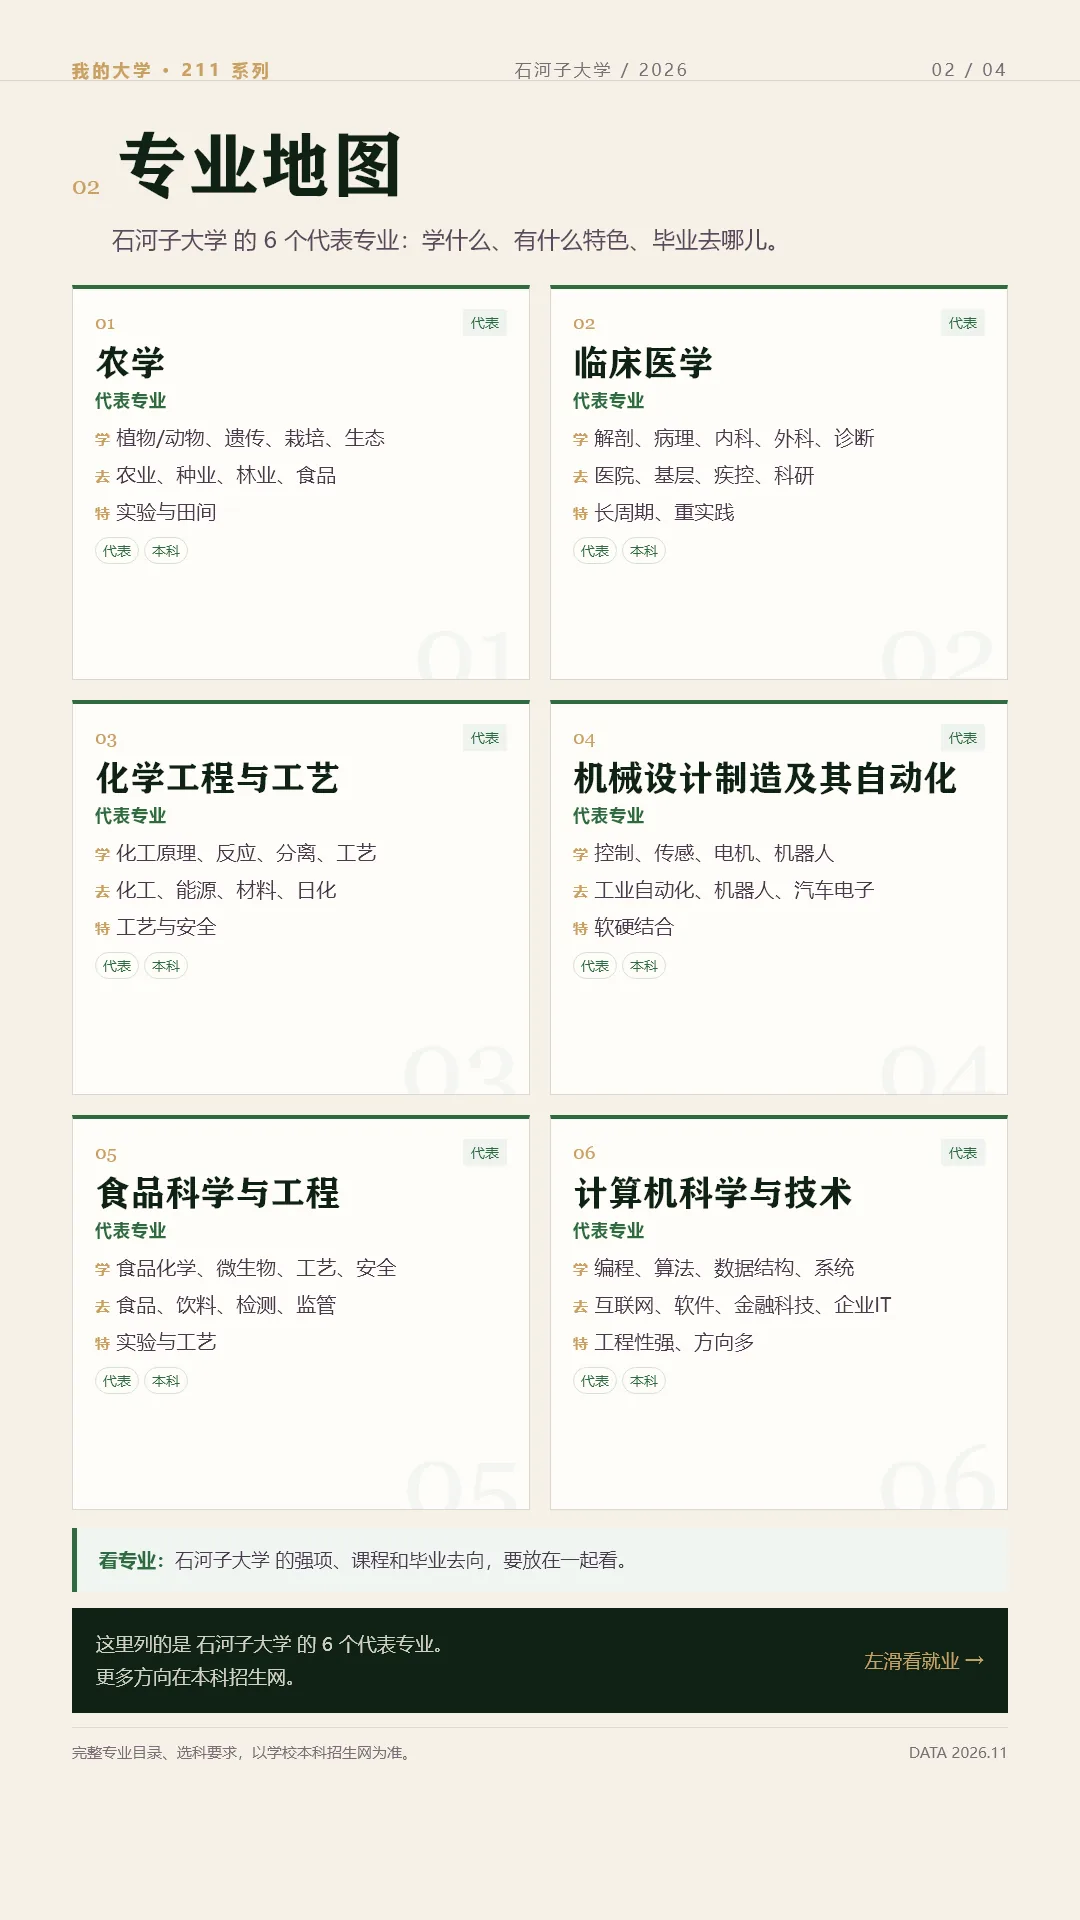 我的大学 • 211 系列
石河子大学 / 2026
02 / 04
02 专业地图
石河子大学 的 6 个代表专业：学什么、有什么特色、毕业去哪儿。
01 代表
农学
代表专业
学 植物/动物、遗传、栽培、生态
去 农业、种业、林业、食品
特 实验与田间
代表 本科
01
02 代表
临床医学
代表专业
学 解剖、病理、内科、外科、诊断
去 医院、基层、疾控、科研
特 长周期、重实践
代表 本科
02
03 代表
化学工程与工艺
代表专业
学 化工原理、反应、分离、工艺
去 化工、能源、材料、日化
特 工艺与安全
代表 本科
03
04 代表
机械设计制造及其自动化
代表专业
学 控制、传感、电机、机器人
去 工业自动化、机器人、汽车电子
特 软硬结合
代表 本科
04
05 代表
食品科学与工程
代表专业
学 食品化学、微生物、工艺、安全
去 食品、饮料、检测、监管
特 实验与工艺
代表 本科
05
06 代表
计算机科学与技术
代表专业
学 编程、算法、数据结构、系统
去 互联网、软件、金融科技、企业IT
特 工程性强、方向多
代表 本科
06
看专业：石河子大学 的强项、课程和毕业去向，要放在一起看。
这里列的是 石河子大学 的 6 个代表专业。
更多方向在本科招生网。
左滑看就业 →
完整专业目录、选科要求，以学校本科招生网为准。
DATA 2026.11